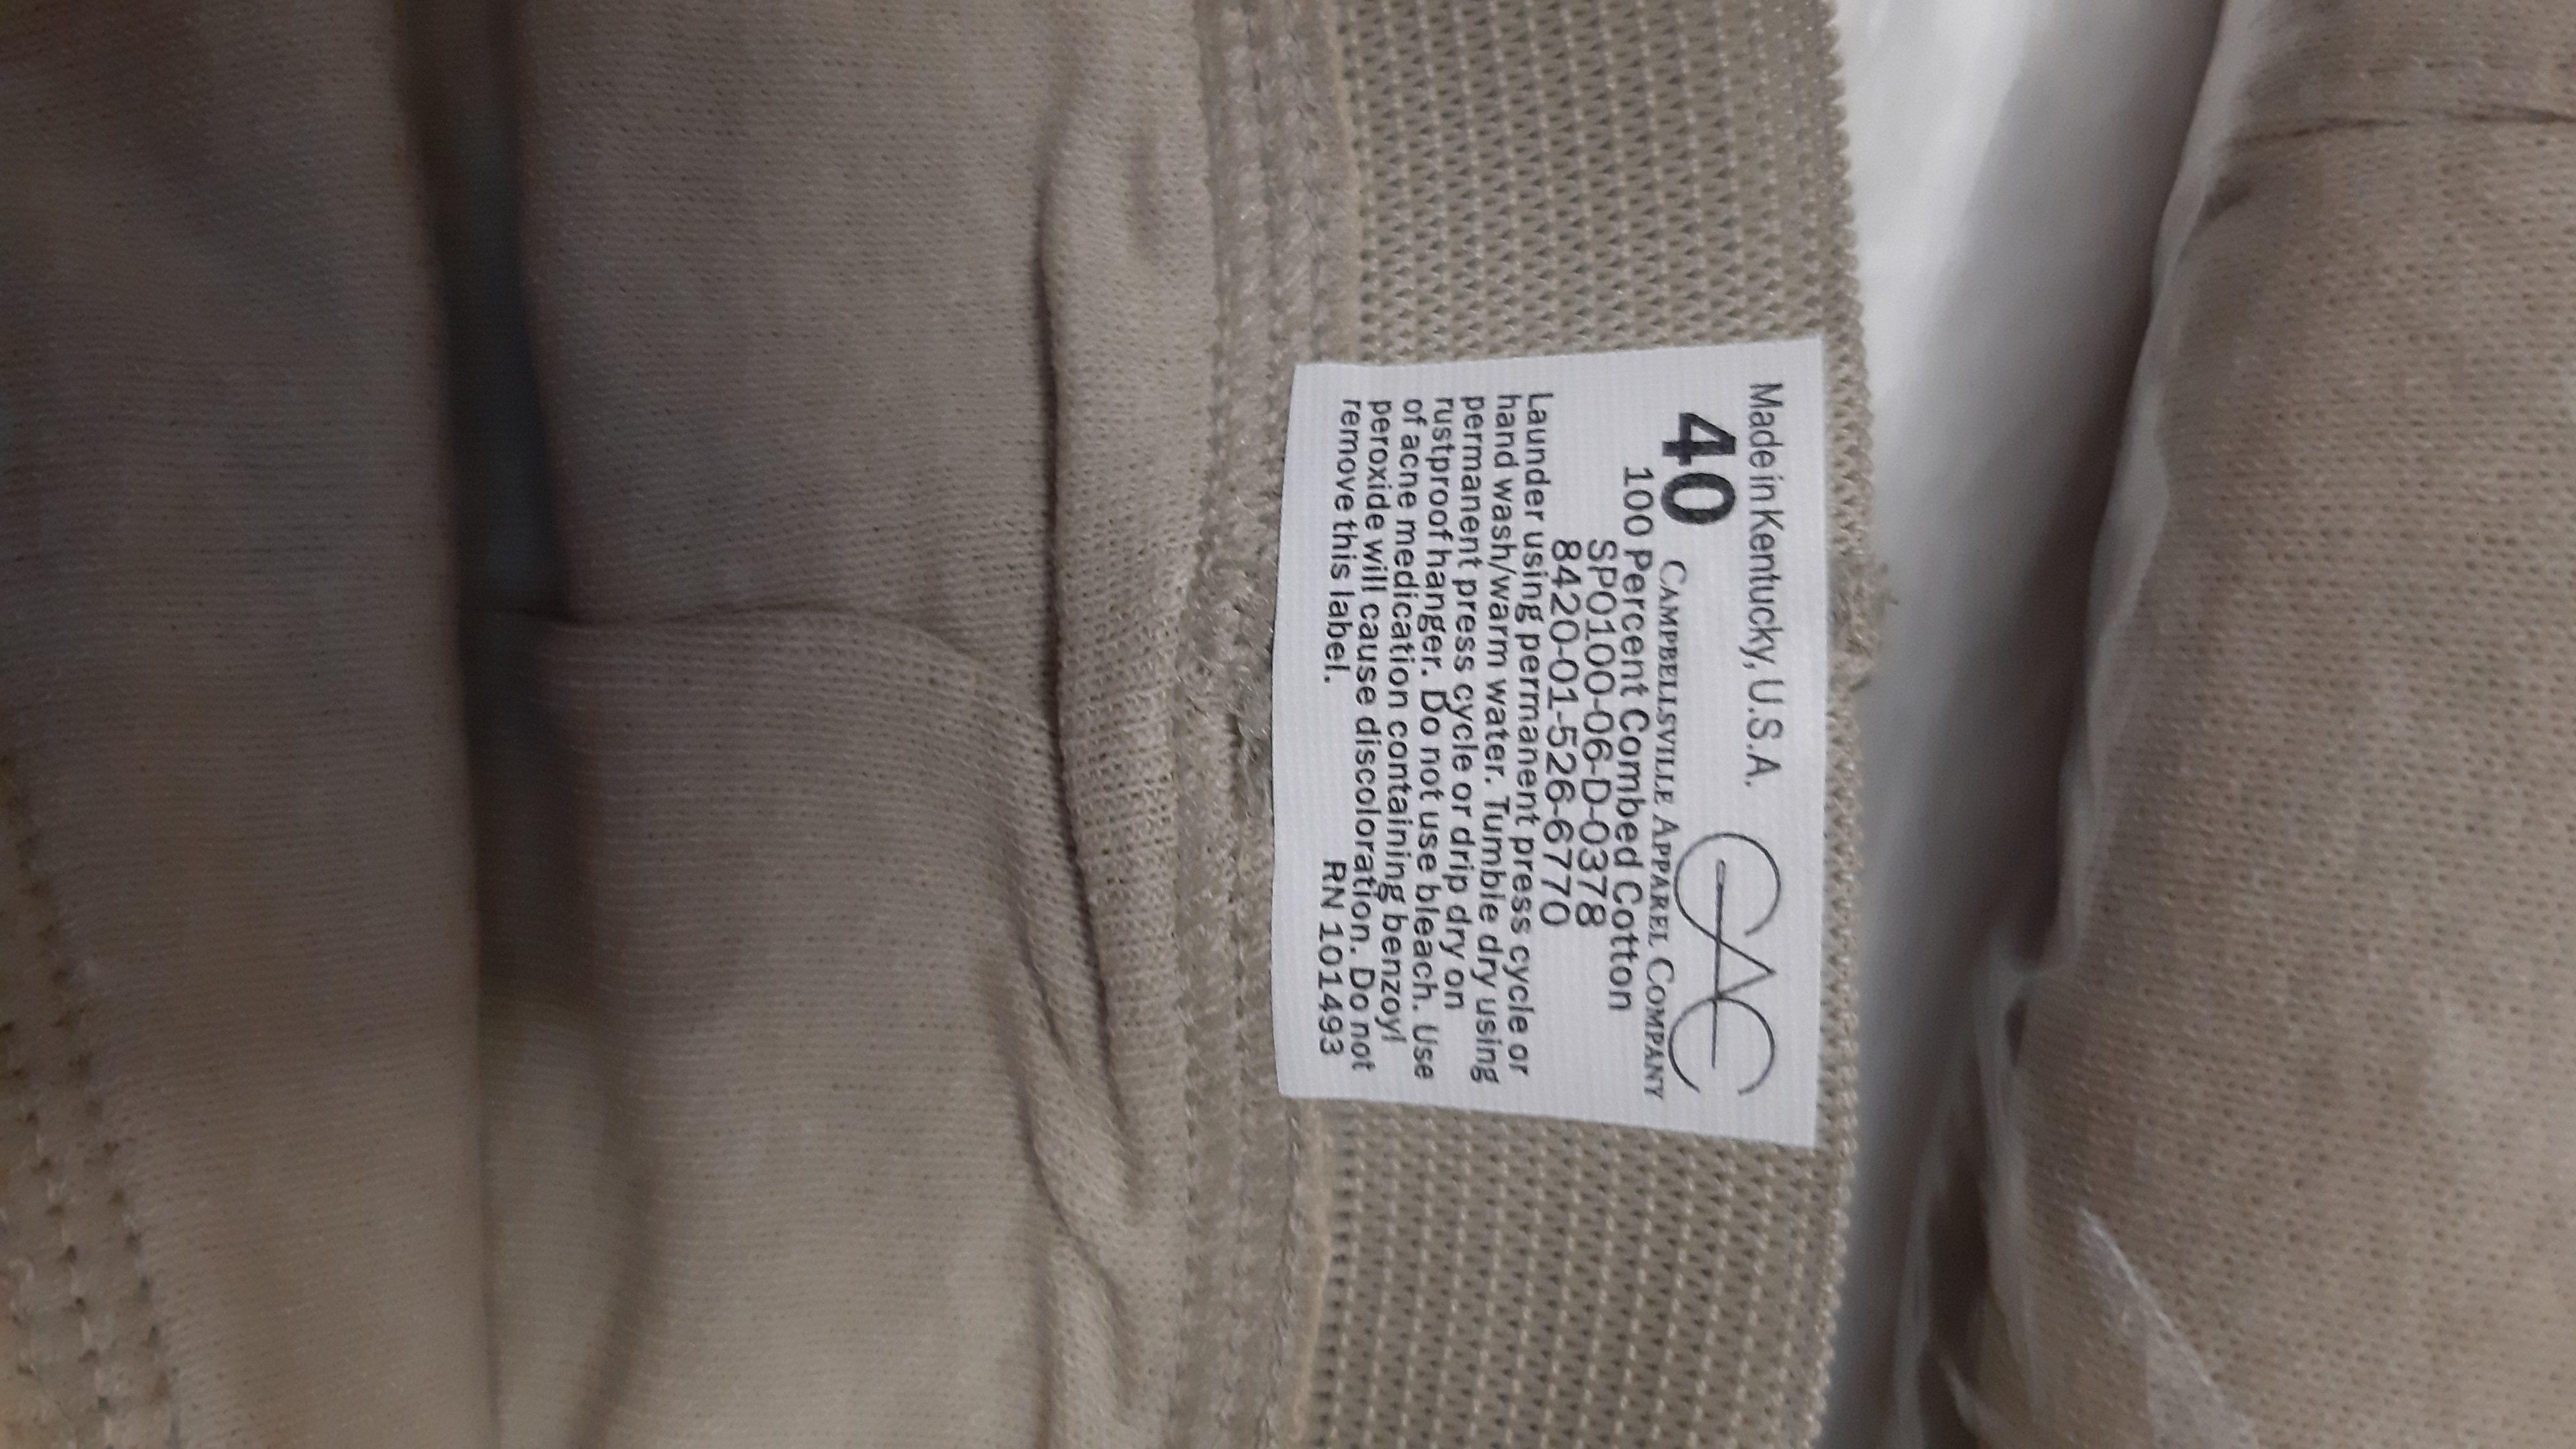 Made in Kentucky, U.S.A.
CAC
40 CAMPBELLSVILLE APPAREL COMPANY
100 Percent Combed Cotton
SP0100-06-D-0378
8420-01-526-6770
Launder using permanent press cycle or
hand wash/warm water. Tumble dry using
permanent press cycle or drip dry on
rustproof hanger. Do not use bleach. Use
of acne medication containing benzoyl
peroxide will cause discoloration. Do not
remove this label.
RN 101493